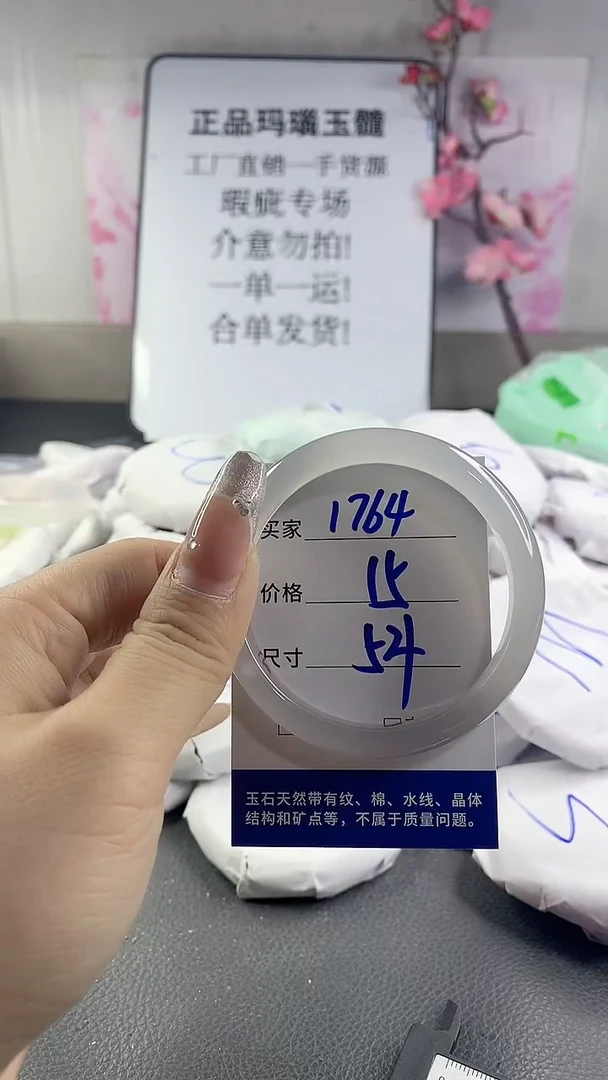 正品玛瑙玉髓
工厂直销一手货源
瑕疵专场
介意勿拍!
一单一运!
合单发货!
买家 1764
价格 15
尺寸 54
玉石天然带有纹、棉、水线、晶体
结构和矿点等，不属于质量问题。